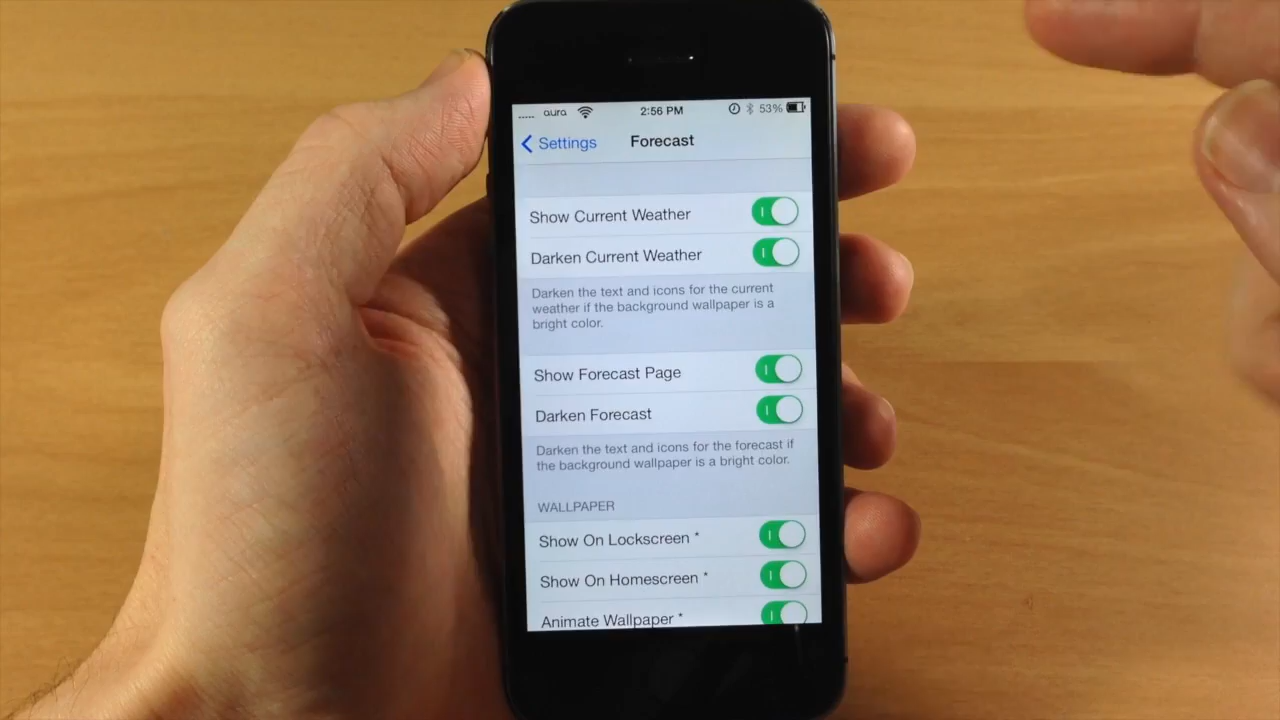 aura 2:56 PM 53%
Settings Forecast
Show Current Weather
Darken Current Weather
Darken the text and icons for the current
weather if the background wallpaper is a
bright color.
Show Forecast Page
Darken Forecast
Darken the text and icons for the forecast if
the background wallpaper is a bright color.
WALLPAPER
Show On Lockscreen *
Show On Homescreen *
Animate Wallpaper *